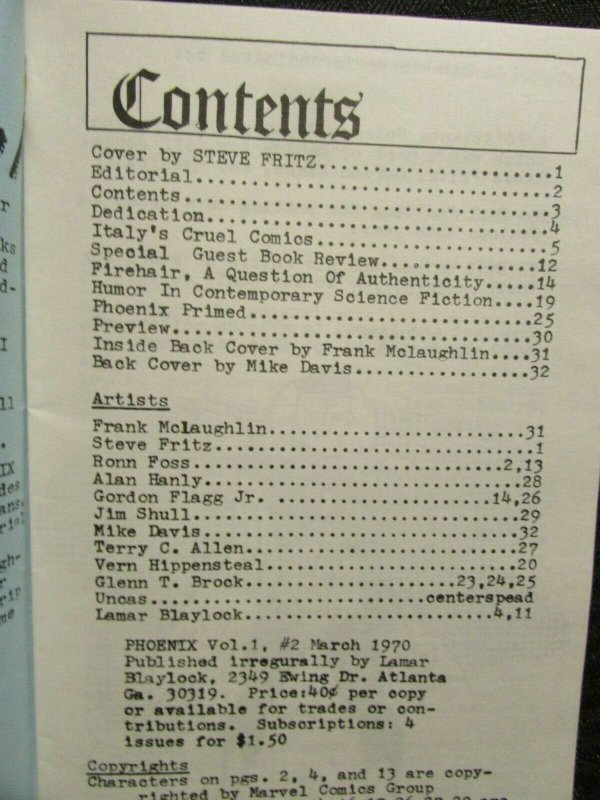 Contents
Cover by STEVE FRITZ.......................1
Editorial..................................2
Contents...................................3
Dedication.................................4
Italy's Cruel Comics.......................5
Special Guest Book Review...............12
Firehair, A Question Of Authenticity.....14
Humor In Contemporary Science Fiction....19
Phoenix Primed............................25
Preview...................................30
Inside Back Cover by Frank Mclaughlin....31
Back Cover by Mike Davis.................32
Artists
Frank Mclaughlin.........................31
Steve Fritz...............................1
Ronn Foss..............................2,13
Alan Hanly...............................28
Gordon Flagg Jr. .....................14,26
Jim Shull................................29
Mike Davis...............................32
Terry C. Allen...........................27
Vern Hippensteal.........................20
Glenn T. Brock.....................23,24,25
Uncas...........................centerspead
Lamar Blaylock.........................4,11
PHOENIX Vol.1, #2 March 1970
Published irregurally by Lamar
Blaylock, 2349 Ewing Dr. Atlanta
Ga. 30319. Price:40¢ per copy
or available for trades or con-
tributions. Subscriptions: 4
issues for $1.50
Copyrights
Characters on pgs. 2, 4, and 13 are copy-
righted by Marvel Comics Group